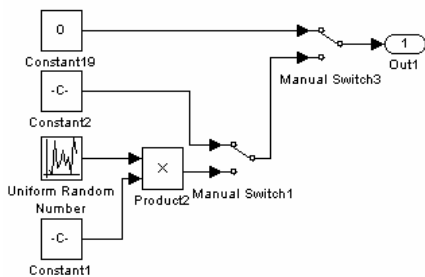 0
Constant19
1
Out1
Manual Switch3
-C-
Constant2
Uniform Random
Number
×
Product2
Manual Switch1
-C-
Constant1